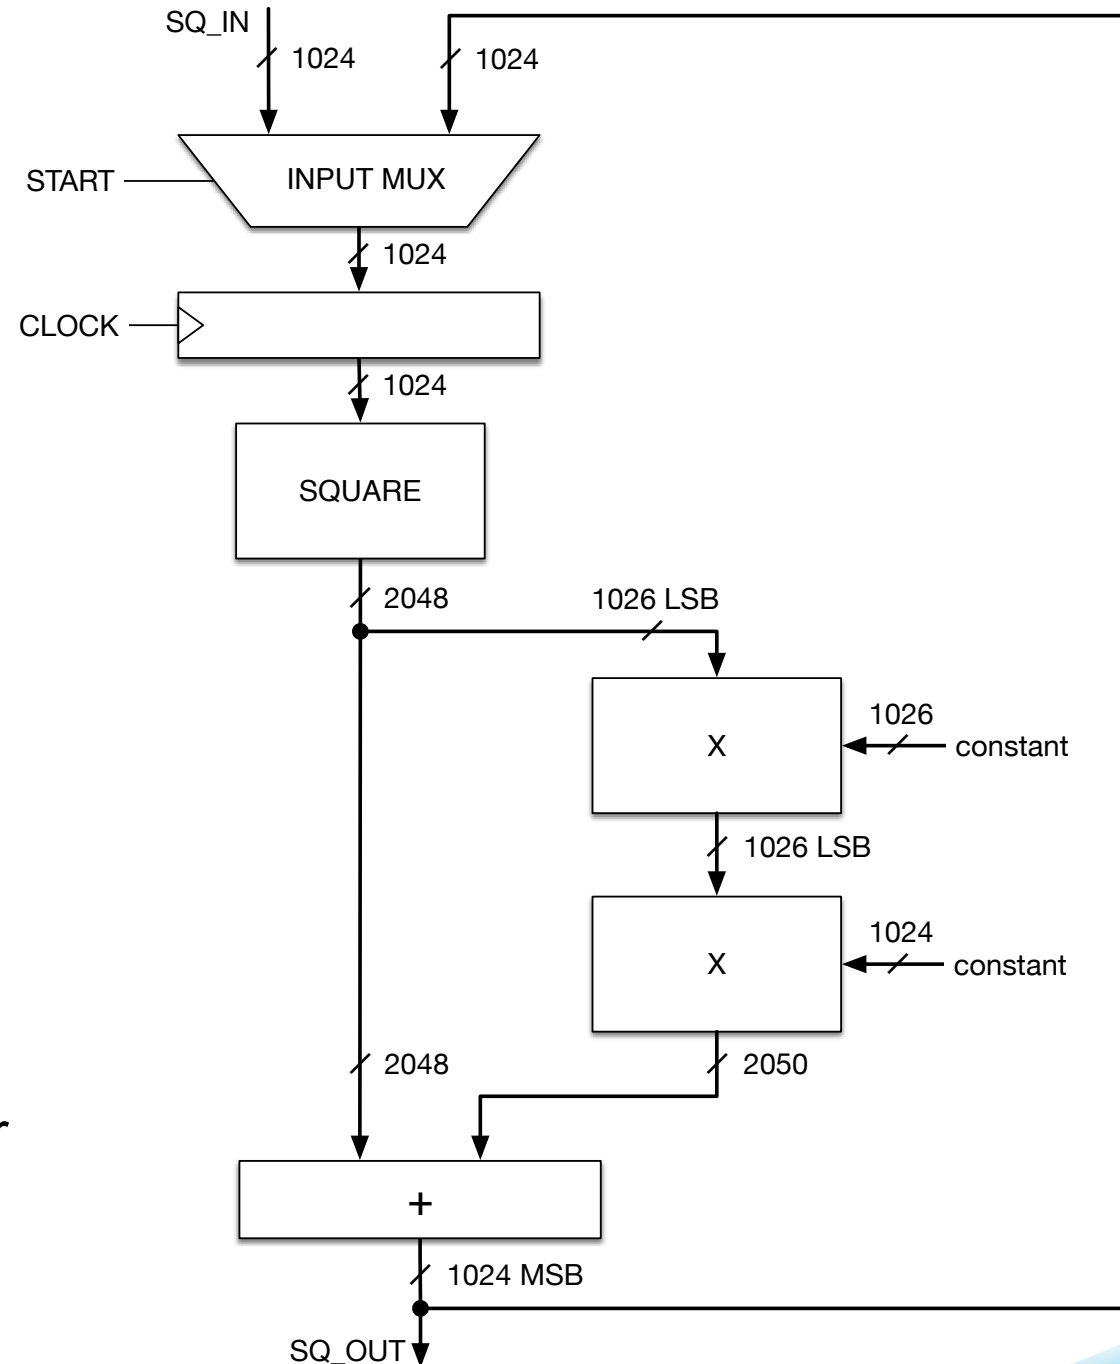 SQ_IN
1024
1024
START
INPUT MUX
1024
CLOCK
1024
SQUARE
2048
1026 LSB
X
1026
constant
1026 LSB
X
1024
constant
2048
2050
r
+
1024 MSB
SQ_OUT